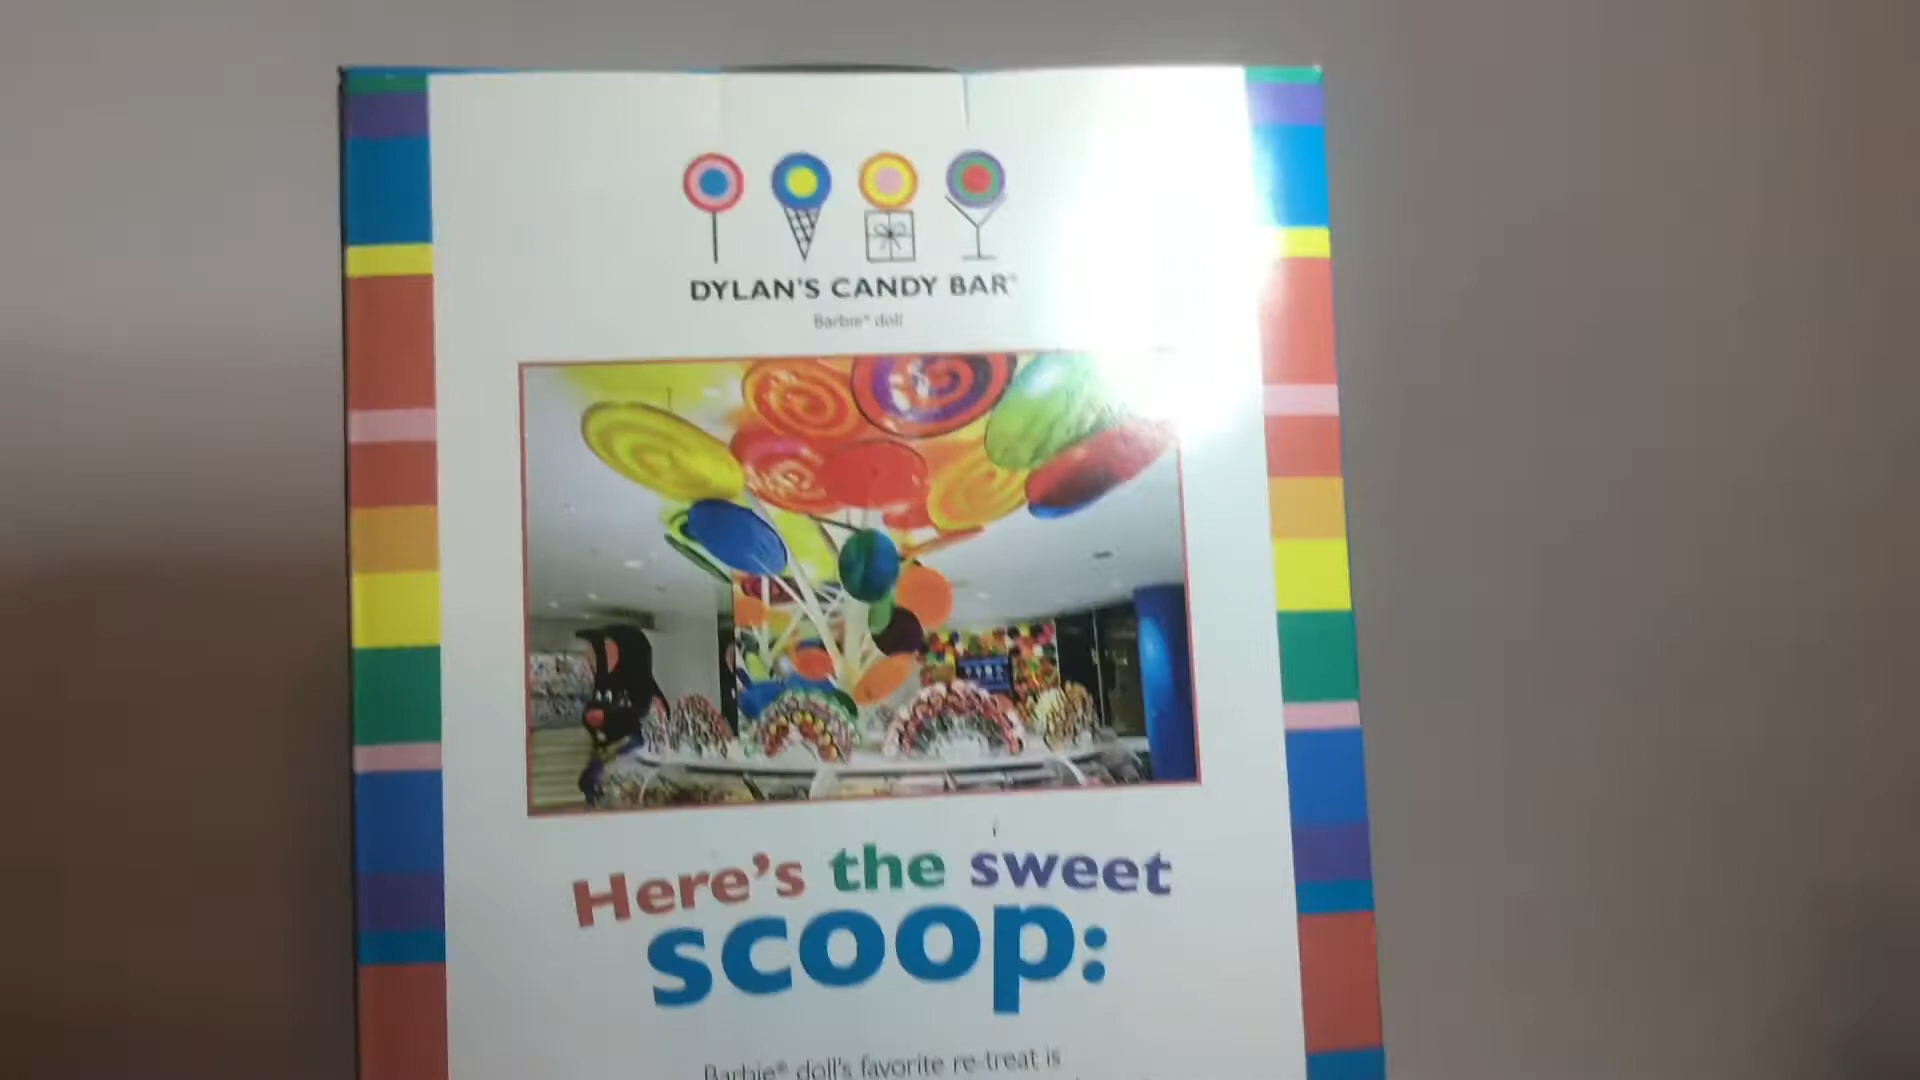 DYLAN'S CANDY BAR®
Barbie® doll
Here's the sweet
scoop:
Barbie® doll's favorite re-treat is